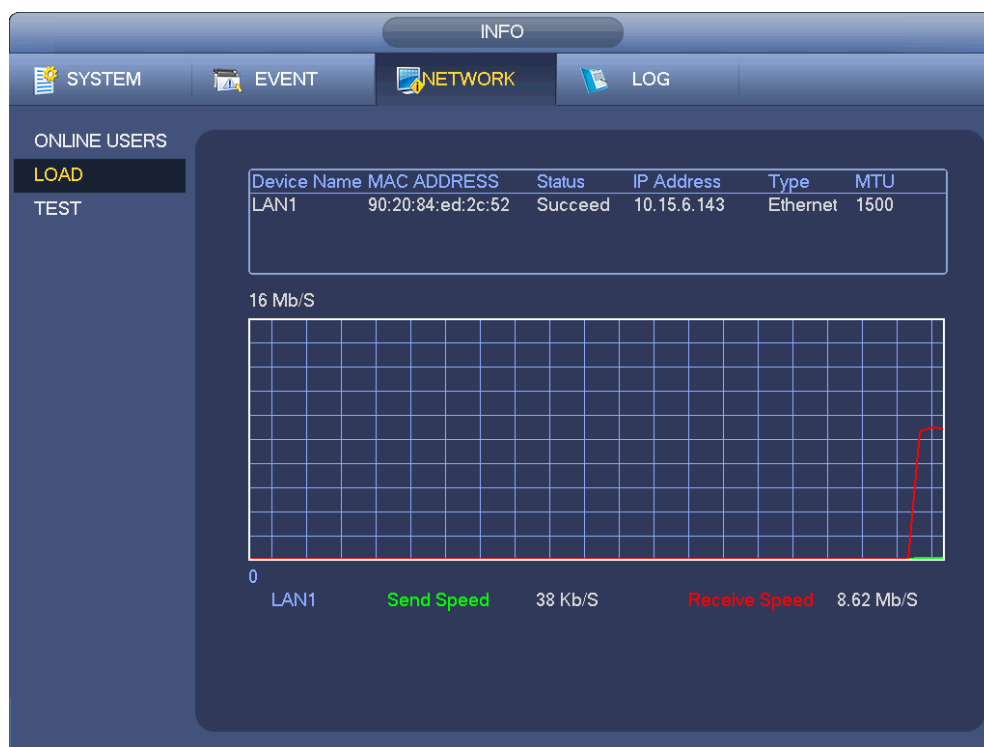 INFO
SYSTEM EVENT NETWORK LOG
ONLINE USERS
LOAD
TEST
Device Name MAC ADDRESS Status IP Address Type MTU
LAN1 90:20:84:ed:2c:52 Succeed 10.15.6.143 Ethernet 1500
16 Mb/S
0
LAN1 Send Speed 38 Kb/S Receive Speed 8.62 Mb/S